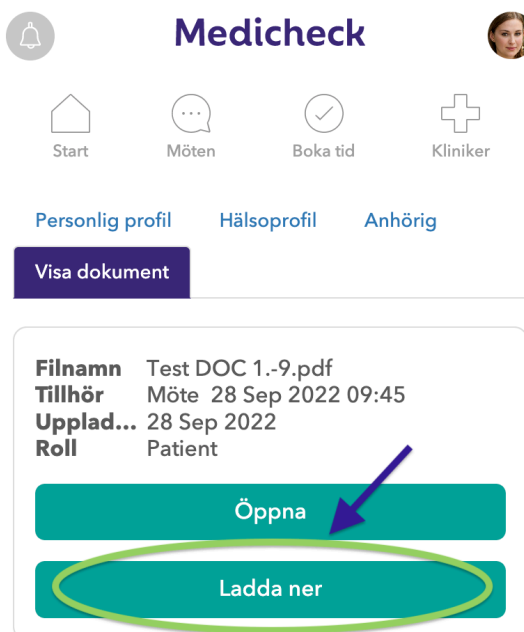 Medicheck
Start Möten Boka tid Kliniker
Personlig profil Hälsoprofil Anhörig
Visa dokument
Filnamn Test DOC 1.-9.pdf
Tillhör Möte 28 Sep 2022 09:45
Upplad... 28 Sep 2022
Roll Patient
Öppna
Ladda ner